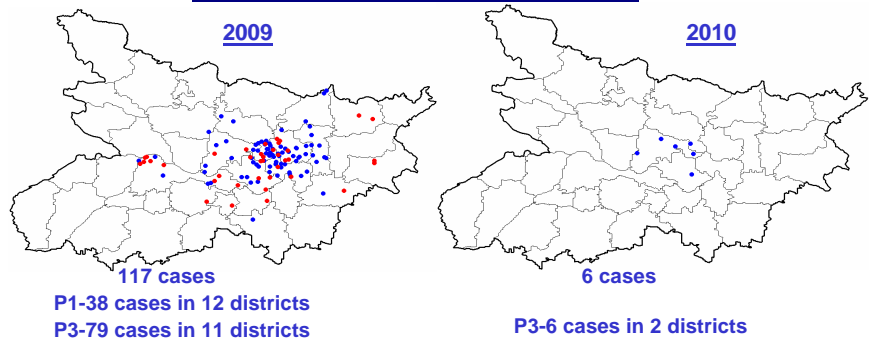 2009
2010
117 cases
6 cases
P1-38 cases in 12 districts
P3-79 cases in 11 districts
P3-6 cases in 2 districts